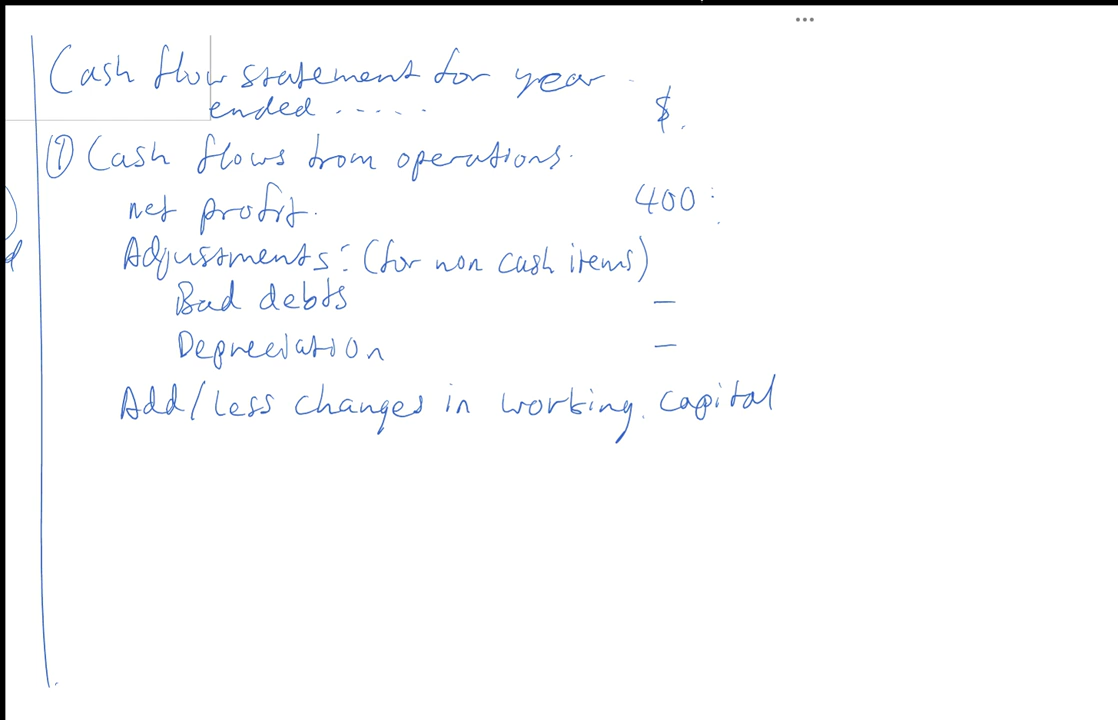 Cash flow statement for year
ended .....
$.
① Cash flows from operations.
net profit. 400
Adjustments: (for non cash items)
Bad debts –
Depreciation –
Add/Less changes in working capital